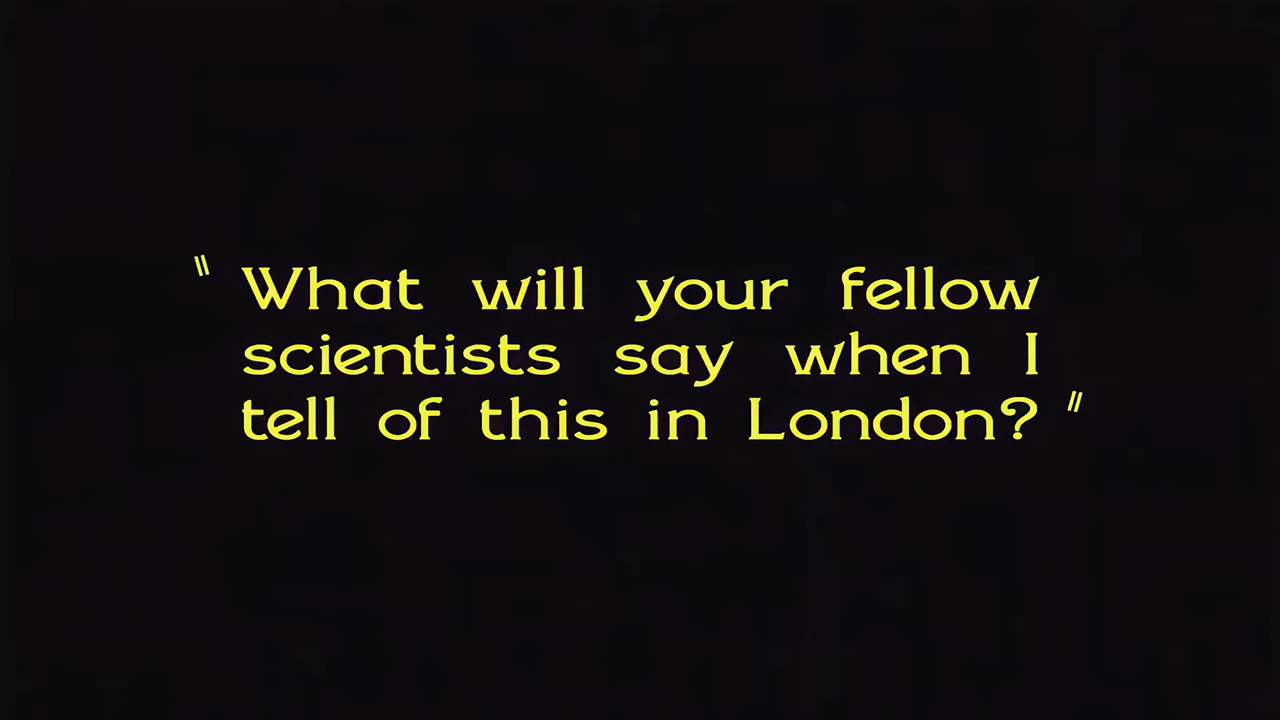 "What will your fellow
scientists say when I
tell of this in London?"